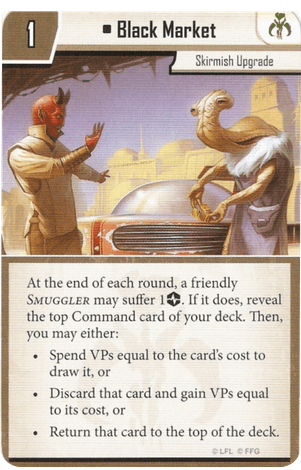 1
▪ Black Market
Skirmish Upgrade
At the end of each round, a friendly
SMUGGLER may suffer 1. If it does, reveal
the top Command card of your deck. Then,
you may either:
• Spend VPs equal to the card's cost to
draw it, or
• Discard that card and gain VPs equal
to its cost, or
• Return that card to the top of the deck.
© LFL © FFG